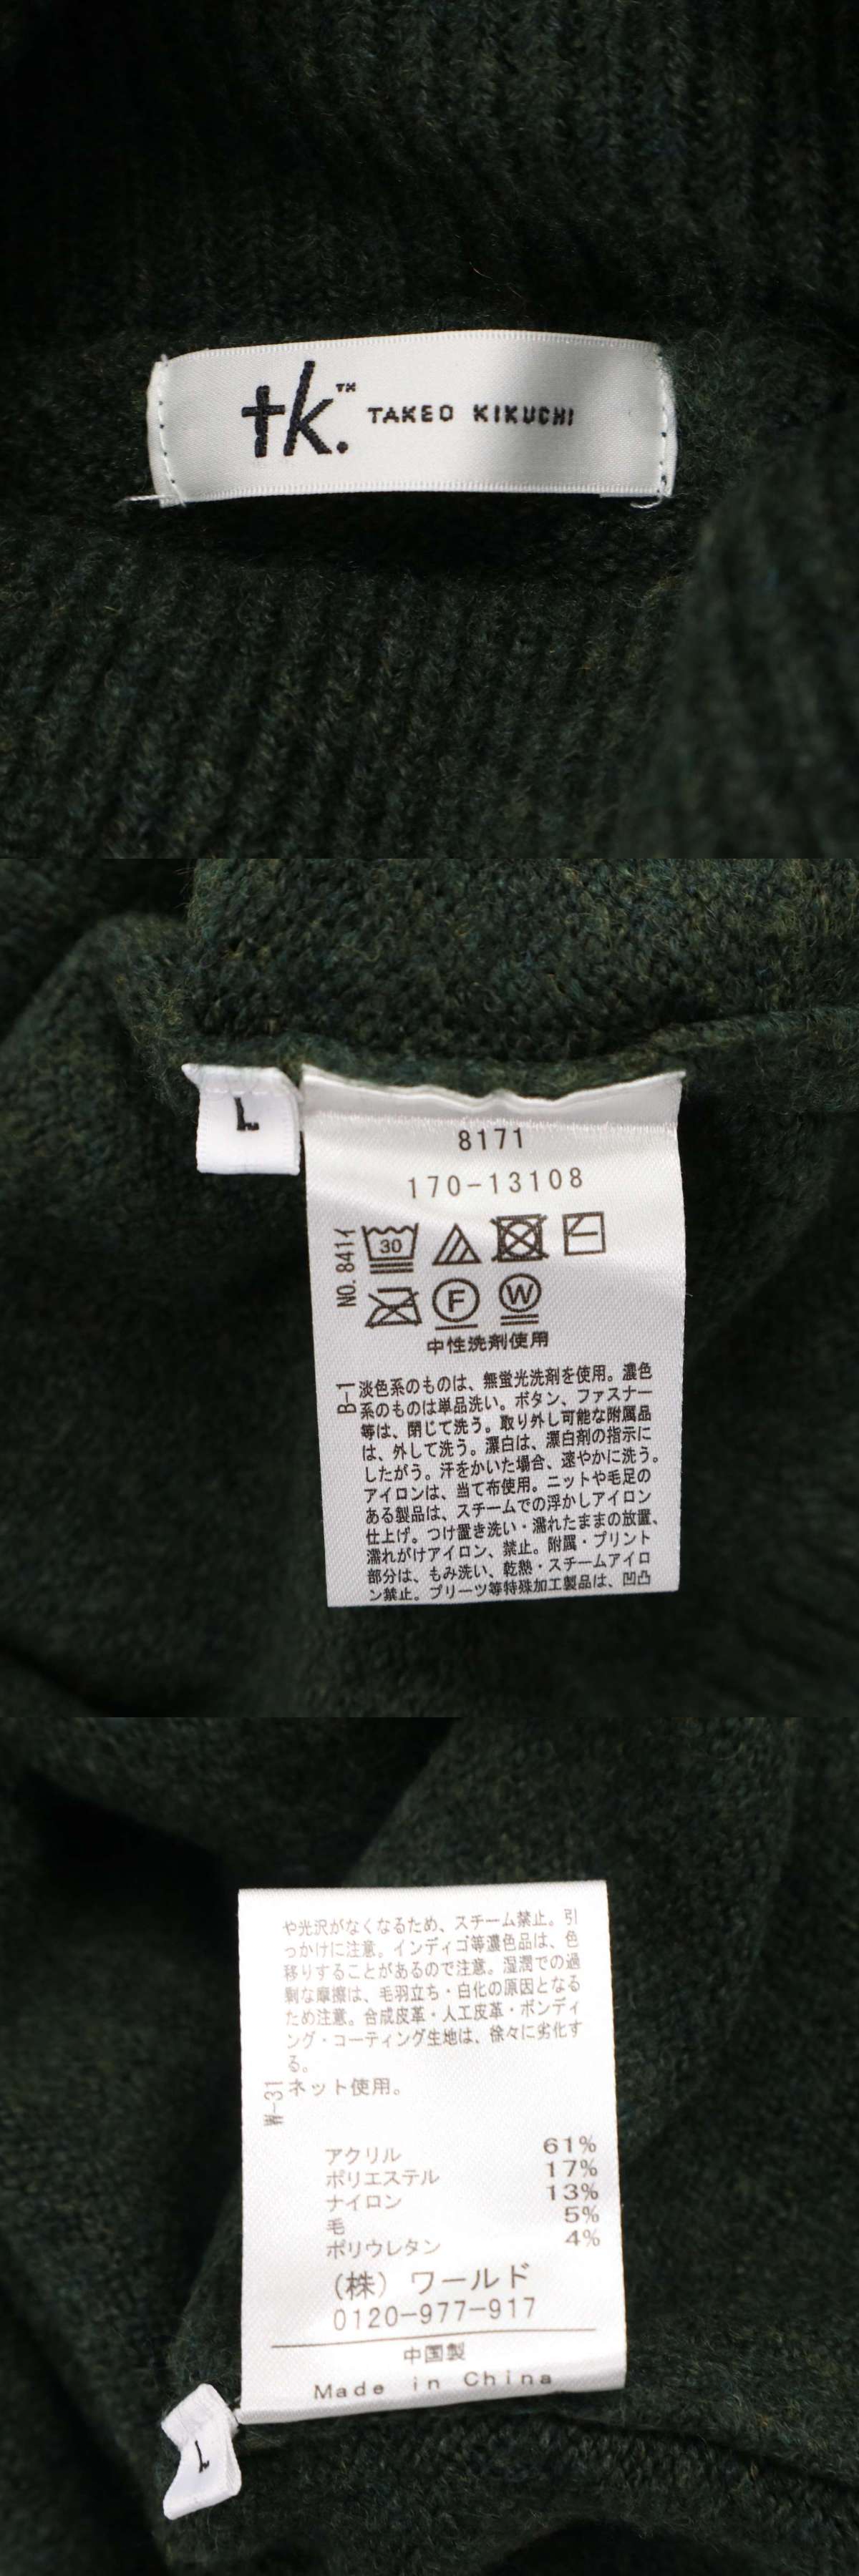 tk.™ TAKEO KIKUCHI
L
8171
170-13108
NO.8414
30
F
W
中性洗剤使用
B-1
淡色系のものは、無蛍光洗剤を使用。濃色
系のものは単品洗い。ボタン、ファスナー
等は、閉じて洗う。取り外し可能な附属品
は、外して洗う。漂白は、漂白剤の指示に
したがう。汗をかいた場合、速やかに洗う。
アイロンは、当て布使用。ニットや毛足の
ある製品は、スチームでの浮かしアイロン
仕上げ。つけ置き洗い・濡れたままの放置、
濡れがけアイロン、禁止。附属・プリント
部分は、もみ洗い、乾熱・スチームアイロ
ン禁止。プリーツ等特殊加工製品は、凹凸
や光沢がなくなるため、スチーム禁止。引
っかけに注意。インディゴ等濃色品は、色
移りすることがあるので注意。湿潤での過
剰な摩擦は、毛羽立ち・白化の原因となる
ため注意。合成皮革・人工皮革・ボンディ
ング・コーティング生地は、徐々に劣化す
る。
W-31
ネット使用。
アクリル 61%
ポリエステル 17%
ナイロン 13%
毛 5%
ポリウレタン 4%
(株) ワールド
0120-977-917
中国製
Made in China